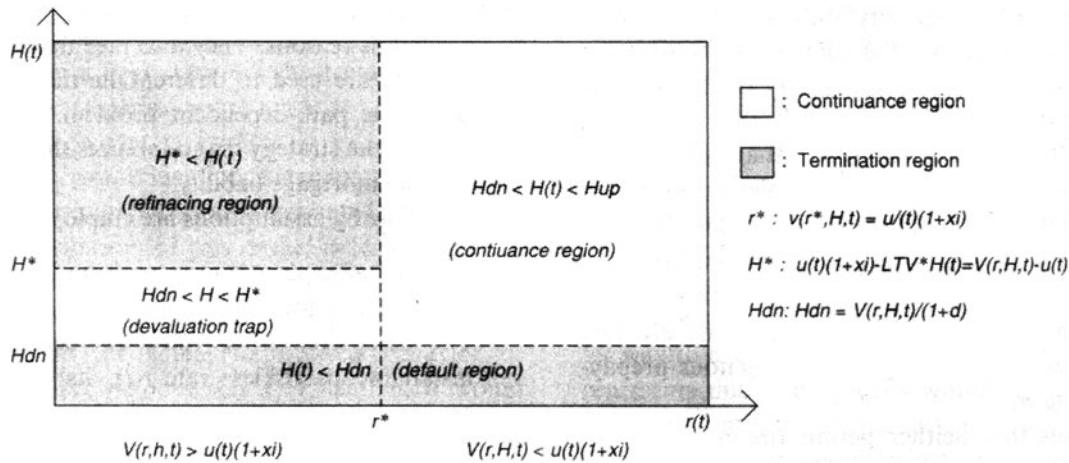 H(t)
: Continuance region
: Termination region
H* < H(t)
(refinacing region)
Hdn < H(t) < Hup
(contiuance region)
r* : v(r*,H,t) = u/(t)(1+xi)
H*
H* : u(t)(1+xi)-LTV*H(t)=V(r,H,t)-u(t)
Hdn < H < H*
(devaluation trap)
Hdn: Hdn = V(r,H,t)/(1+d)
Hdn
H(t) < Hdn
(default region)
r*
r(t)
V(r,h,t) > u(t)(1+xi)
V(r,H,t) < u(t)(1+xi)